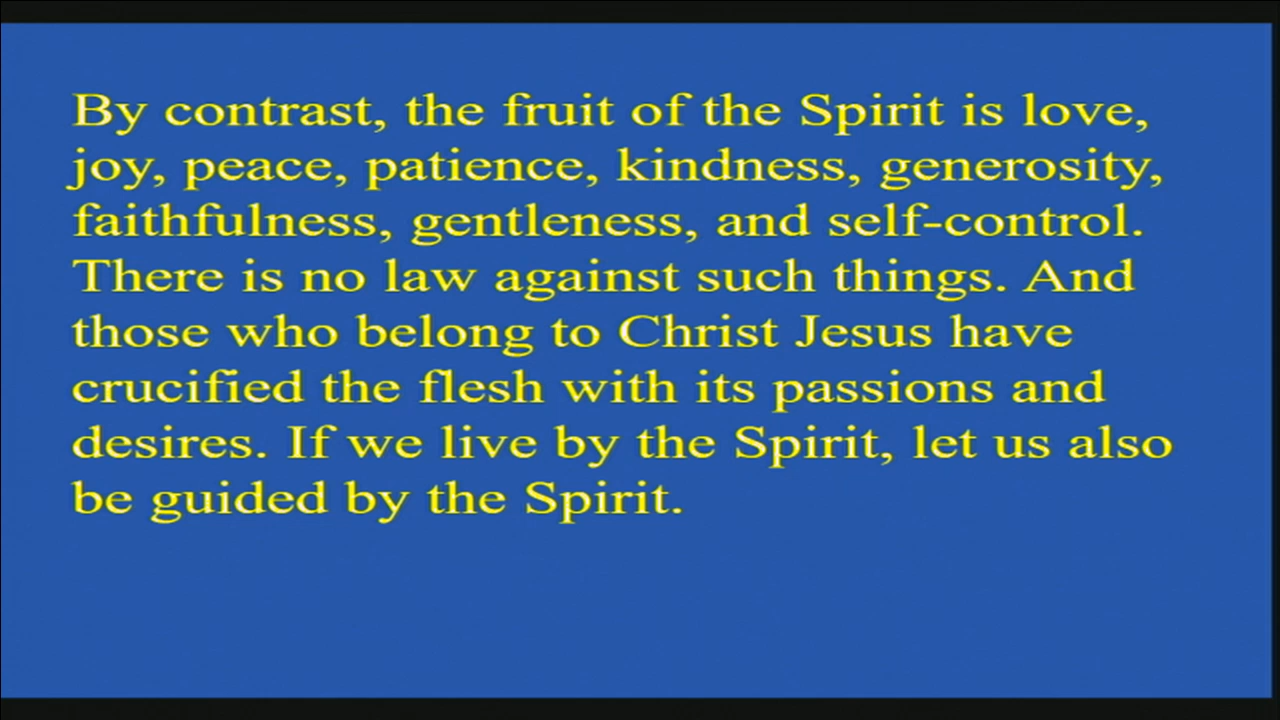 By contrast, the fruit of the Spirit is love,
joy, peace, patience, kindness, generosity,
faithfulness, gentleness, and self-control.
There is no law against such things. And
those who belong to Christ Jesus have
crucified the flesh with its passions and
desires. If we live by the Spirit, let us also
be guided by the Spirit.